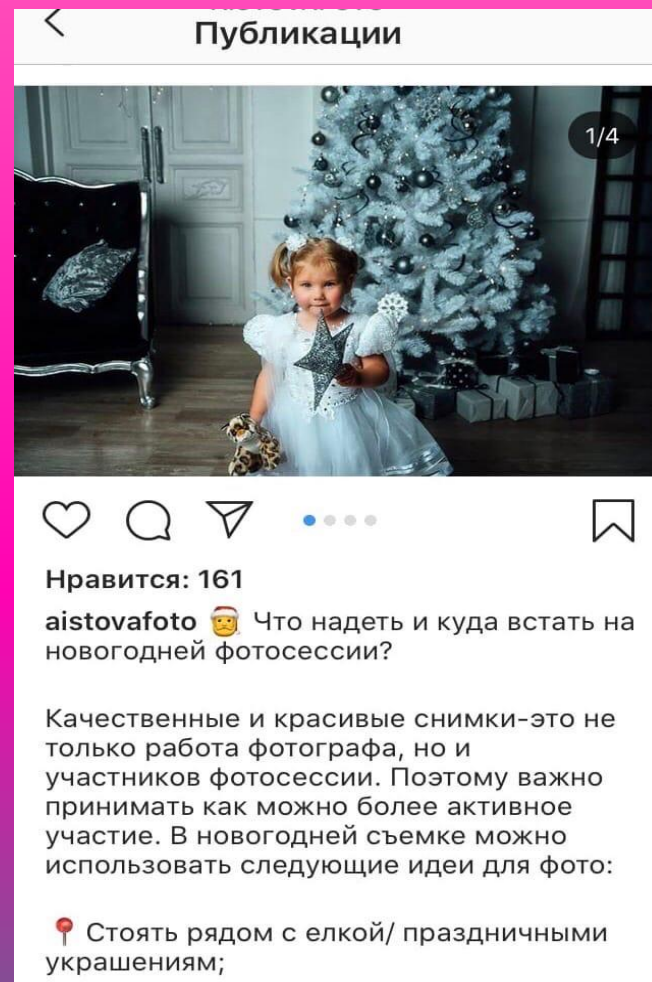 Публикации
1/4
Нравится: 161
aistovafoto 🎅 Что надеть и куда встать на
новогодней фотосессии?
Качественные и красивые снимки-это не
только работа фотографа, но и
участников фотосессии. Поэтому важно
принимать как можно более активное
участие. В новогодней съемке можно
использовать следующие идеи для фото:
📍 Стоять рядом с елкой/ праздничными
украшениям;